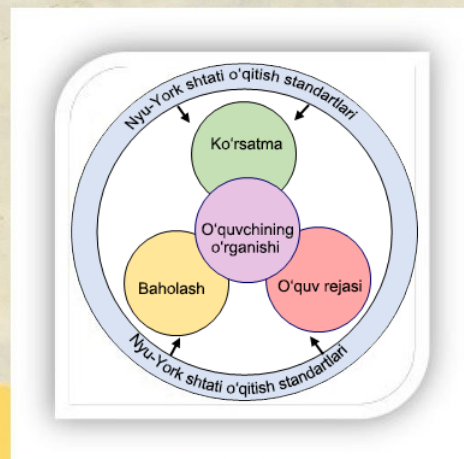 Nyu-York shtati o'qitish standartlari
Ko'rsatma
O'quvchining
o'rganishi
Baholash
O'quv rejasi
Nyu-York shtati o'qitish standartlari